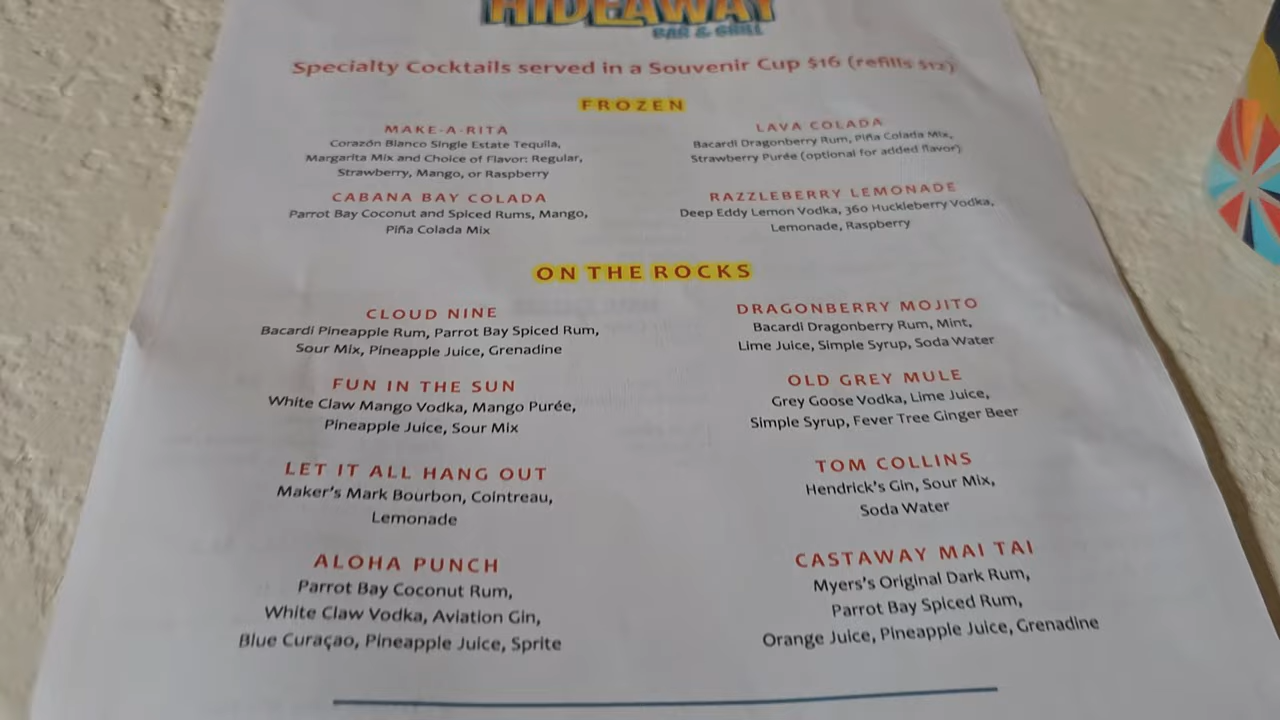 HIDEAWAY
BAR & GRILL
Specialty Cocktails served in a Souvenir Cup $16 (refills $12)
FROZEN
MAKE-A-RITA
Corazón Blanco Single Estate Tequila,
Margarita Mix and Choice of Flavor: Regular,
Strawberry, Mango, or Raspberry
LAVA COLADA
Bacardi Dragonberry Rum, Piña Colada Mix,
Strawberry Purée (optional for added flavor)
CABANA BAY COLADA
Parrot Bay Coconut and Spiced Rums, Mango,
Piña Colada Mix
RAZZLEBERRY LEMONADE
Deep Eddy Lemon Vodka, 360 Huckleberry Vodka,
Lemonade, Raspberry
ON THE ROCKS
CLOUD NINE
Bacardi Pineapple Rum, Parrot Bay Spiced Rum,
Sour Mix, Pineapple Juice, Grenadine
DRAGONBERRY MOJITO
Bacardi Dragonberry Rum, Mint,
Lime Juice, Simple Syrup, Soda Water
FUN IN THE SUN
White Claw Mango Vodka, Mango Purée,
Pineapple Juice, Sour Mix
OLD GREY MULE
Grey Goose Vodka, Lime Juice,
Simple Syrup, Fever Tree Ginger Beer
LET IT ALL HANG OUT
Maker's Mark Bourbon, Cointreau,
Lemonade
TOM COLLINS
Hendrick's Gin, Sour Mix,
Soda Water
ALOHA PUNCH
Parrot Bay Coconut Rum,
White Claw Vodka, Aviation Gin,
Blue Curaçao, Pineapple Juice, Sprite
CASTAWAY MAI TAI
Myers's Original Dark Rum,
Parrot Bay Spiced Rum,
Orange Juice, Pineapple Juice, Grenadine